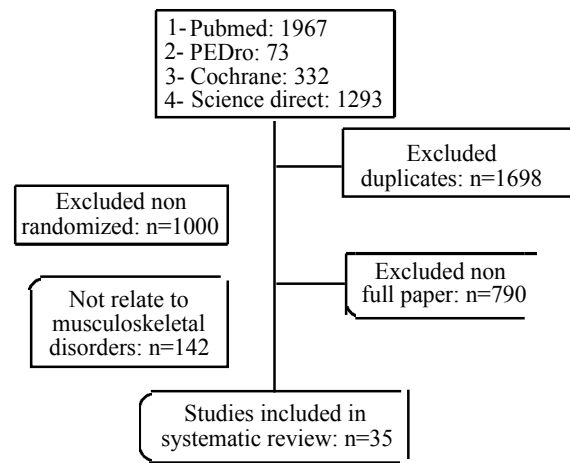 1- Pubmed: 1967
2- PEDro: 73
3- Cochrane: 332
4- Science direct: 1293
Excluded
duplicates: n=1698
Excluded non
randomized: n=1000
Excluded non
full paper: n=790
Not relate to
musculoskeletal
disorders: n=142
Studies included in
systematic review: n=35